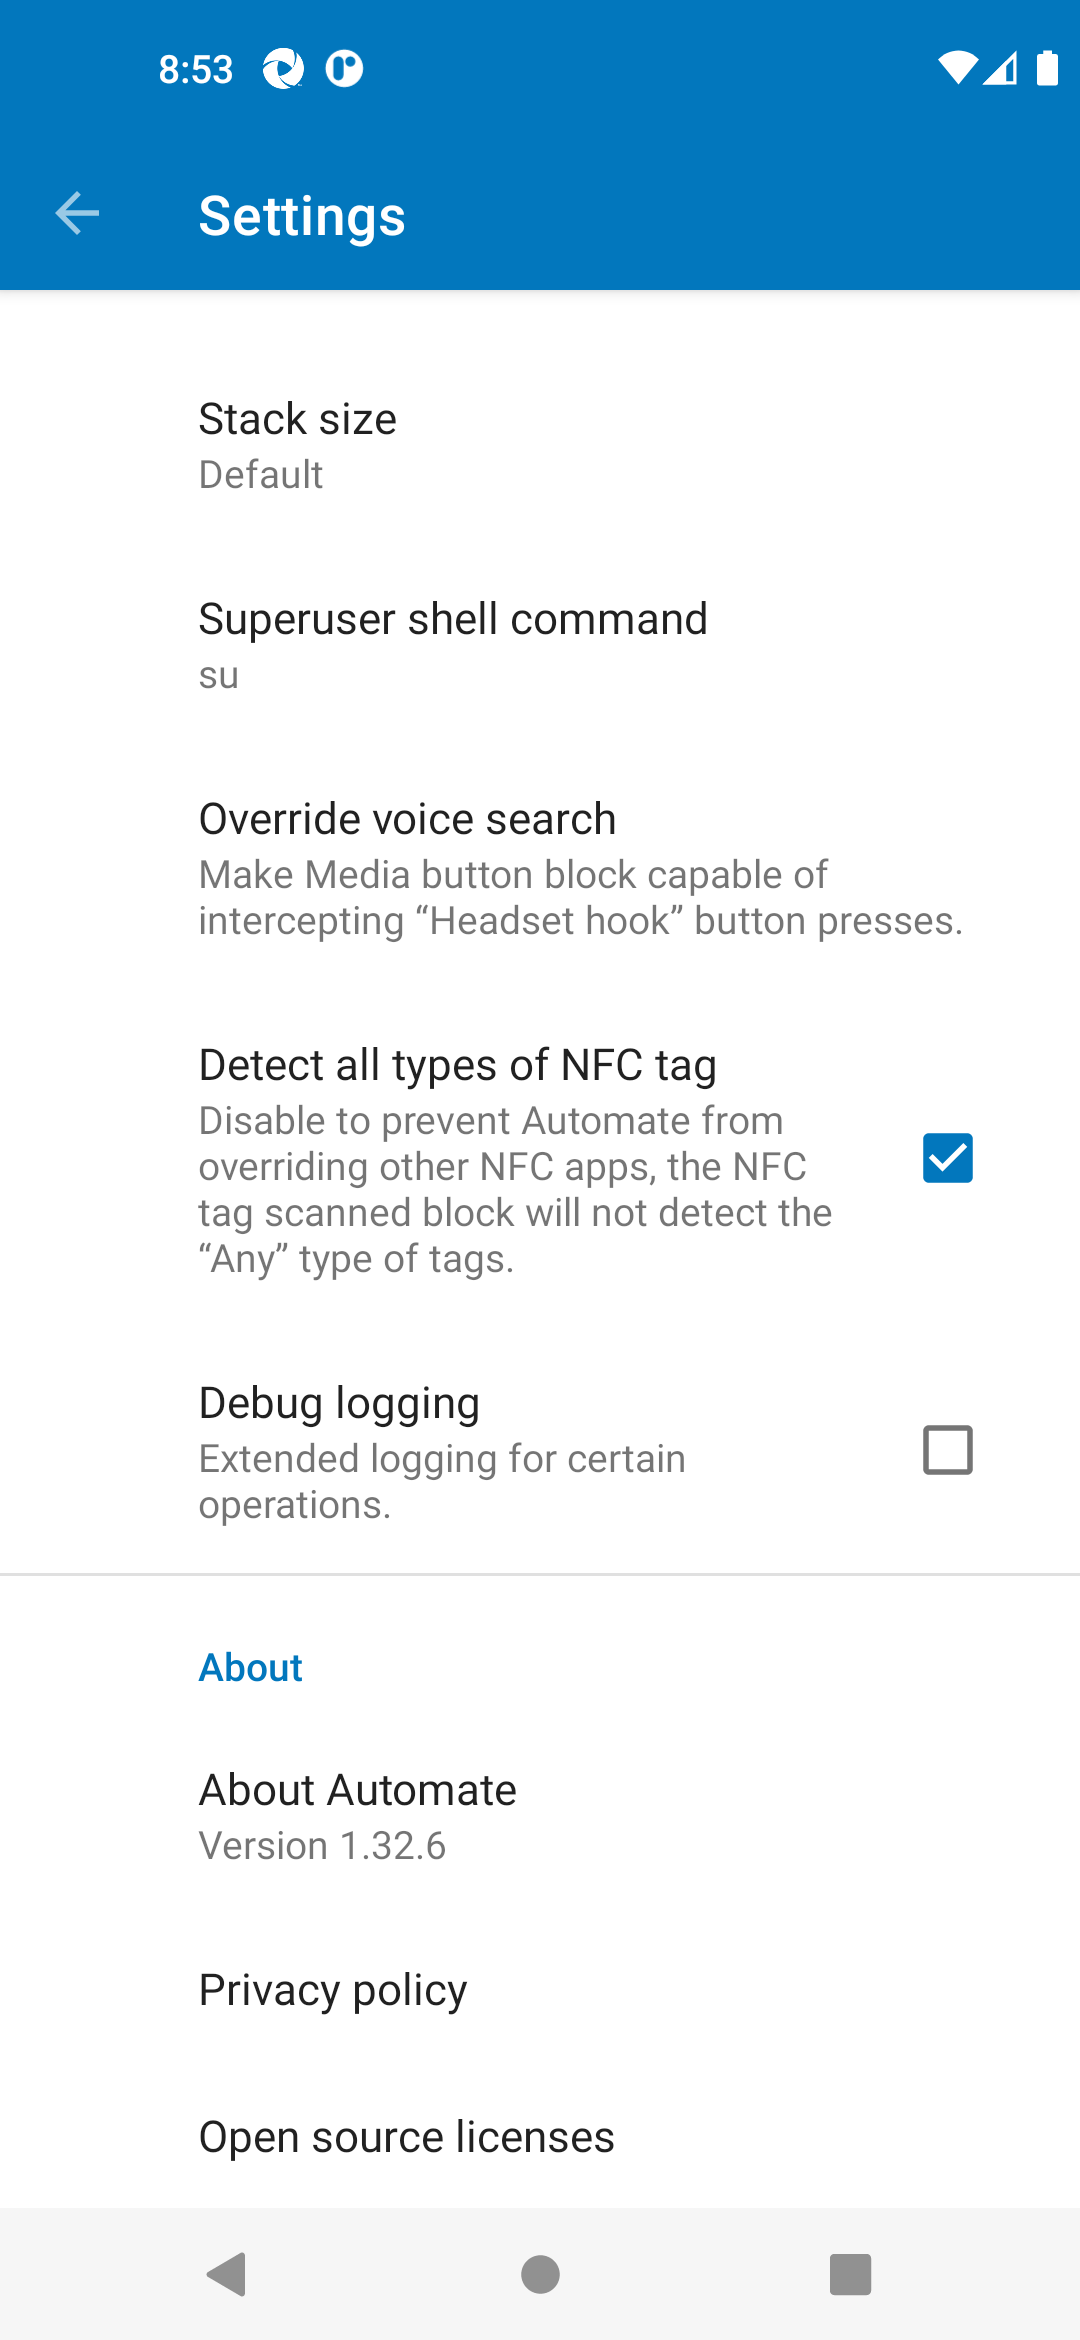 8:53
Settings
Stack size
Default
Superuser shell command
su
Override voice search
Make Media button block capable of
intercepting “Headset hook” button presses.
Detect all types of NFC tag
Disable to prevent Automate from
overriding other NFC apps, the NFC
tag scanned block will not detect the
“Any” type of tags.
Debug logging
Extended logging for certain
operations.
About
About Automate
Version 1.32.6
Privacy policy
Open source licenses